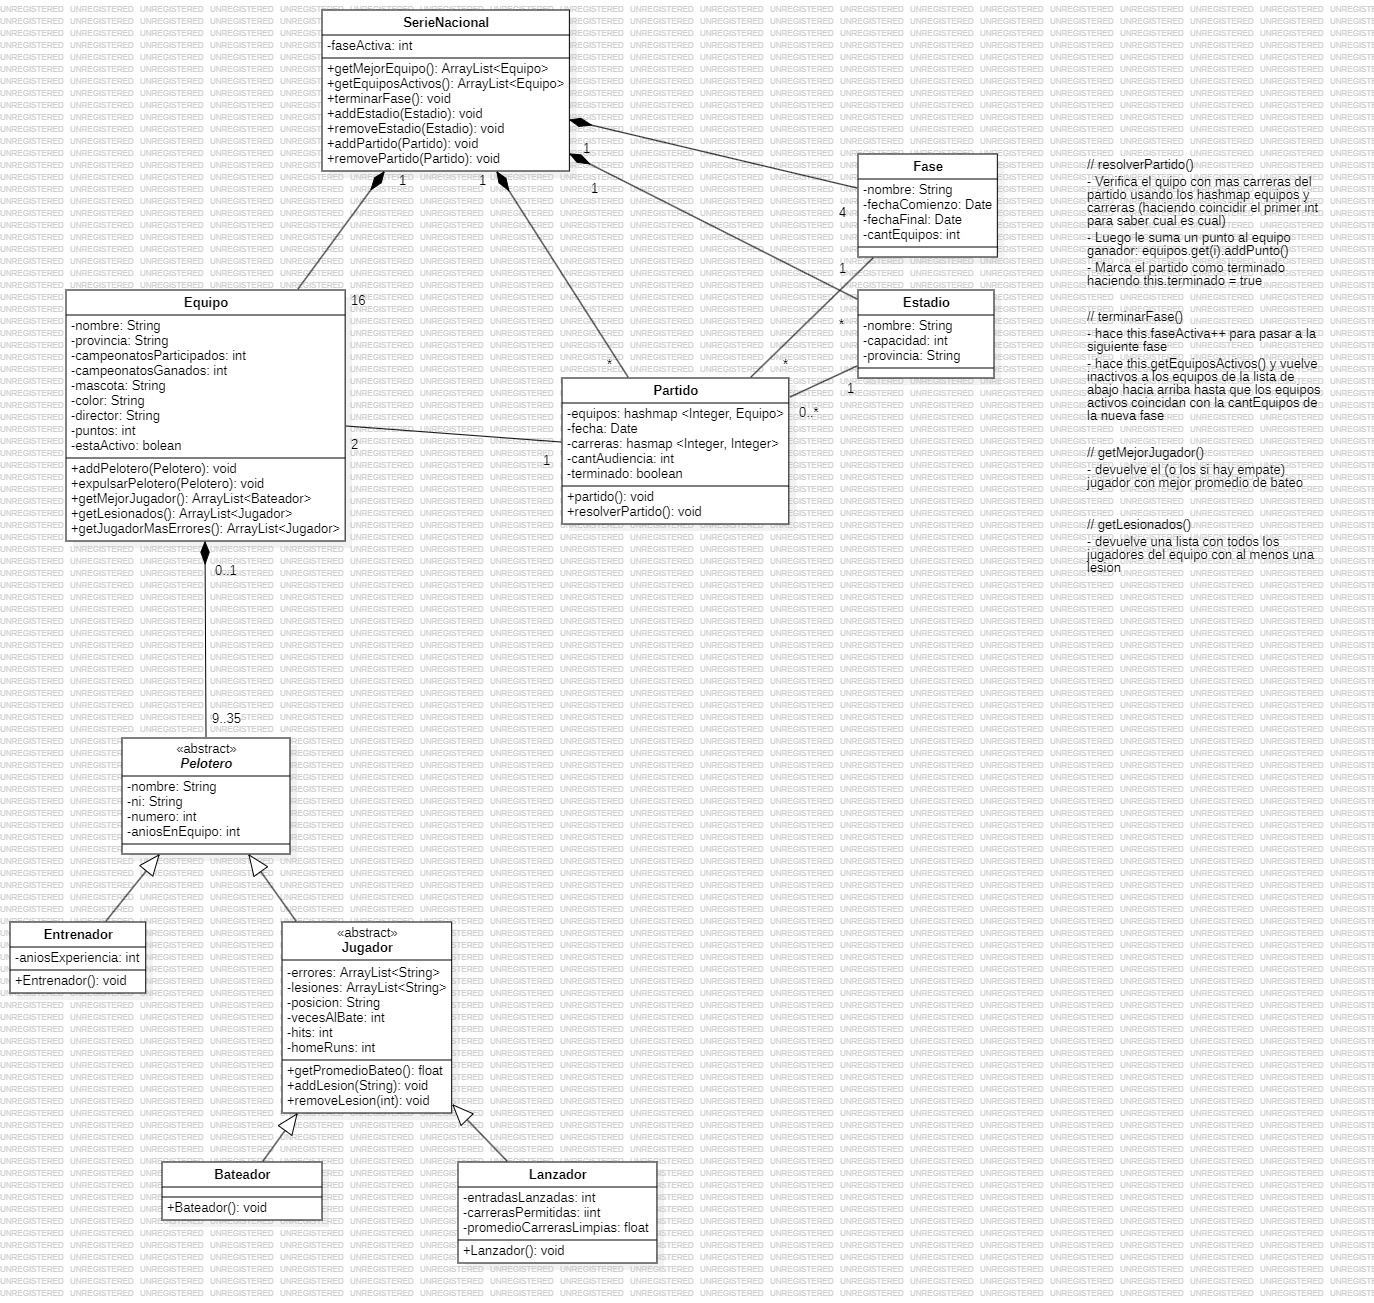 SerieNacional
-faseActiva: int
+getMejorEquipo(): ArrayList<Equipo>
+getEquiposActivos(): ArrayList<Equipo>
+terminarFase(): void
+addEstadio(Estadio): void
+removeEstadio(Estadio): void
+addPartido(Partido): void
+removePartido(Partido): void
1
1
1
1
Fase
-nombre: String
-fechaComienzo: Date
-fechaFinal: Date
-cantEquipos: int
4
1
Estadio
-nombre: String
-capacidad: int
-provincia: String
*
1
Equipo
-nombre: String
-provincia: String
-campeonatosParticipados: int
-campeonatosGanados: int
-mascota: String
-color: String
-director: String
-puntos: int
-estaActivo: bolean
+addPelotero(Pelotero): void
+expulsarPelotero(Pelotero): void
+getMejorJugador(): ArrayList<Bateador>
+getLesionados(): ArrayList<Jugador>
+getJugadorMasErrores(): ArrayList<Jugador>
16
2
1
*
*
0..*
Partido
-equipos: hashmap <Integer, Equipo>
-fecha: Date
-carreras: hasmap <Integer, Integer>
-cantAudiencia: int
-terminado: boolean
+partido(): void
+resolverPartido(): void
// resolverPartido()
- Verifica el quipo con mas carreras del
partido usando los hashmap equipos y
carreras (haciendo coincidir el primer int
para saber cual es cual)
- Luego le suma un punto al equipo
ganador: equipos.get(i).addPunto()
- Marca el partido como terminado
haciendo this.terminado = true
// terminarFase()
- hace this.faseActiva++ para pasar a la
siguiente fase
- hace this.getEquiposActivos() y vuelve
inactivos a los equipos de la lista de
abajo hacia arriba hasta que los equipos
activos coincidan con la cantEquipos de
la nueva fase
// getMejorJugador()
- devuelve el (o los si hay empate)
jugador con mejor promedio de bateo
// getLesionados()
- devuelve una lista con todos los
jugadores del equipo con al menos una
lesion
0..1
9..35
«abstract»
Pelotero
-nombre: String
-ni: String
-numero: int
-aniosEnEquipo: int
Entrenador
-aniosExperiencia: int
+Entrenador(): void
«abstract»
Jugador
-errores: ArrayList<String>
-lesiones: ArrayList<String>
-posicion: String
-vecesAlBate: int
-hits: int
-homeRuns: int
+getPromedioBateo(): float
+addLesion(String): void
+removeLesion(int): void
Bateador
+Bateador(): void
Lanzador
-entradasLanzadas: int
-carrerasPermitidas: iint
-promedioCarrerasLimpias: float
+Lanzador(): void